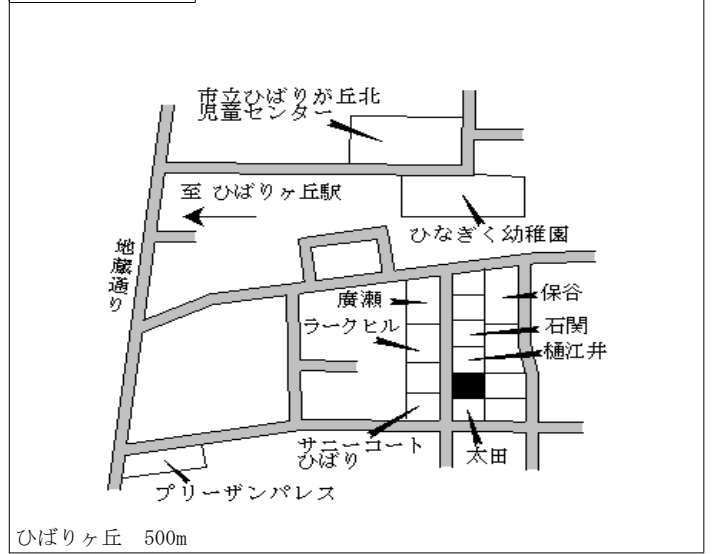 市立ひばりが丘北
児童センター
至 ひばりヶ丘駅
ひなぎく幼稚園
地蔵通り
廣瀬
保谷
ラークヒル
石関
樋江井
サニーコート
ひばり
太田
プリーザンパレス
ひばりヶ丘　500m